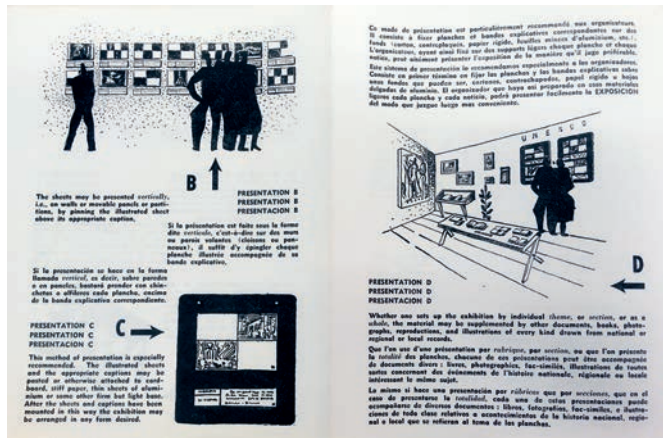 B
The sheets may be presented vertically,
i.e., on walls or movable panels or parti-
tions, by pinning the illustrated sheet
above its appropriate caption.
PRESENTATION B
PRESENTATION B
PRESENTACION B
Si la présentation est faite sous la forme
dite verticale, c'est-à-dire sur des murs
ou parois volantes (cloisons ou pan-
neaux), il suffit d'y épingler chaque
planche illustrée accompagnée de sa
bande explicative.
Si la presentación se hace en la forma
llamada vertical, es decir, sobre paredes
o en paneles, bastará prender con chin-
chetas o alfileres cada plancha, encima
de la banda explicativa correspondiente.
PRESENTATION C
PRESENTATION C
PRESENTACION C
C
This method of presentation is especially
recommended. The illustrated sheets
and the appropriate captions may be
pasted or otherwise attached to card-
board, stiff paper, thin sheets of alumin-
ium or some other firm but light base.
After the sheets and captions have been
mounted in this way the exhibition may
be arranged in any form desired.
Ce mode de présentation est particulièrement recommandé aux organisateurs.
Il consiste à fixer planches et bandes explicatives correspondantes sur des
fonds : carton, contreplaqués, papier rigide, feuilles minces d'aluminium, etc.
L'organisateur, ayant ainsi fixé sur des supports légers chaque planche et chaque
notice, peut aisément présenter l'exposition de la manière qu'il juge préférable.
Este sistema de presentación lo recomendamos especialmente a los organizadores.
Consiste en primer término en fijar las planchas y las bandas explicativas sobre
unos fondos que pueden ser, cartones, contrachapados, papel rígido u hojas
delgadas de aluminio. El organizador que haya así preparado en esos materiales
ligeros cada plancha y cada noticia, podrá presentar facilmente la EXPOSICIÓN
del modo que juzgue luego mas conveniente.
UNESCO
D
PRESENTATION D
PRESENTATION D
PRESENTACION D
Whether one sets up the exhibition by individual theme, or section, or as a
whole, the material may be supplemented by other documents, books, photo-
graphs, reproductions, and illustrations of every kind drawn from national or
regional or local records.
Que l'on use d'une présentation par rubrique, par section, ou que l'on présente
la totalité des planches, chacune de ces présentations peut être accompagnée
de documents divers : livres, photographies, fac-similés, illustrations de toutes
sortes concernant des événements de l'histoire nationale, régionale ou locale
intéressant le même sujet.
Lo mismo si hace una presentación por rúbricas que por secciones, que en el
caso de presentarse la totalidad, cada una de estas presentaciones puede
acompañarse de diversos documentos : libros, fotografías, fac-símiles, e ilustra-
ciones de toda clase relativas a acontecimientos de la historia nacional, regio-
nal o local que se refieran al tema de las planchas.